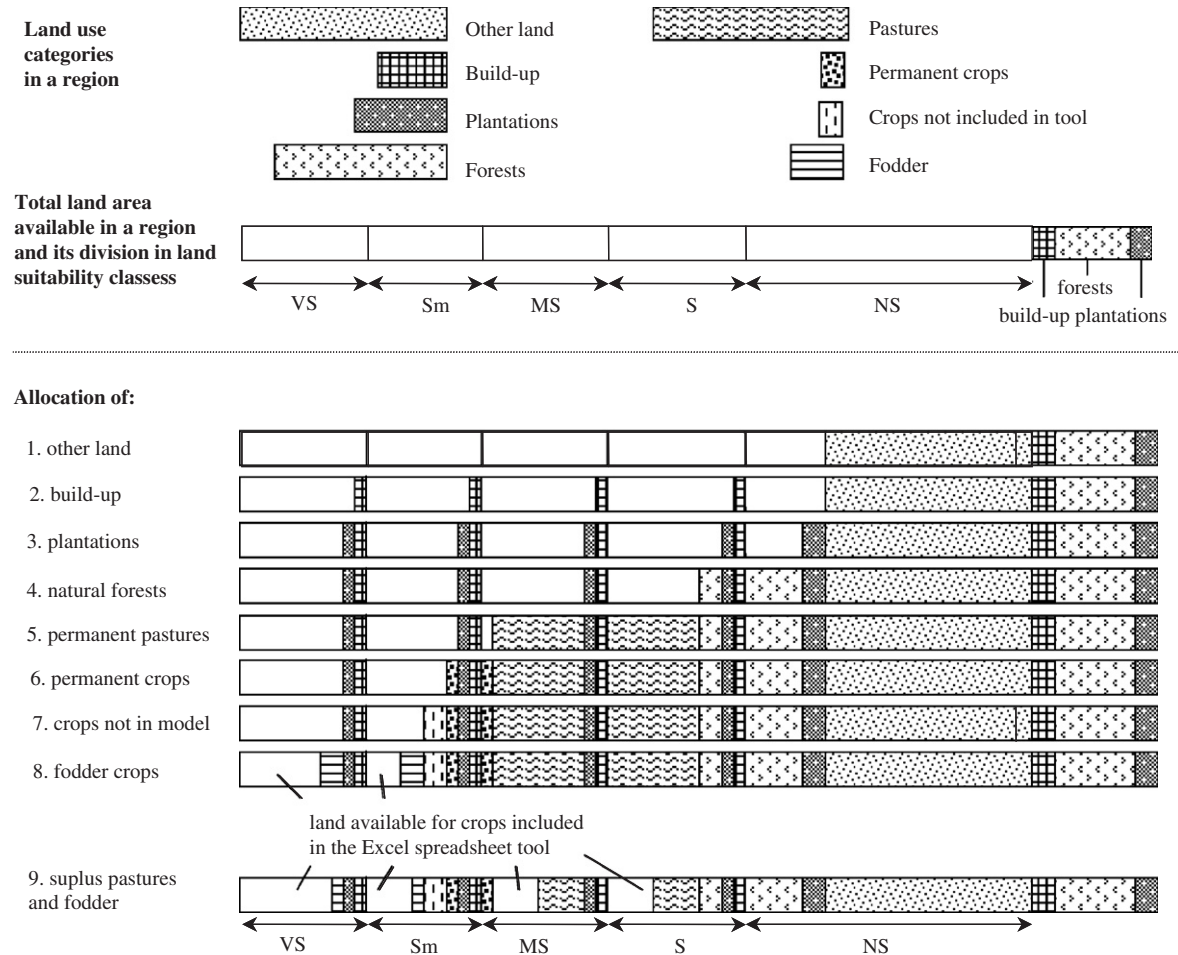 Land use
categories
in a region
Other land
Build-up
Plantations
Forests
Pastures
Permanent crops
Crops not included in tool
Fodder
Total land area
available in a region
and its division in land
suitability classess
VS
Sm
MS
S
NS
forests
build-up plantations
Allocation of:
1. other land
2. build-up
3. plantations
4. natural forests
5. permanent pastures
6. permanent crops
7. crops not in model
8. fodder crops
land available for crops included
in the Excel spreadsheet tool
9. suplus pastures
and fodder
VS
Sm
MS
S
NS